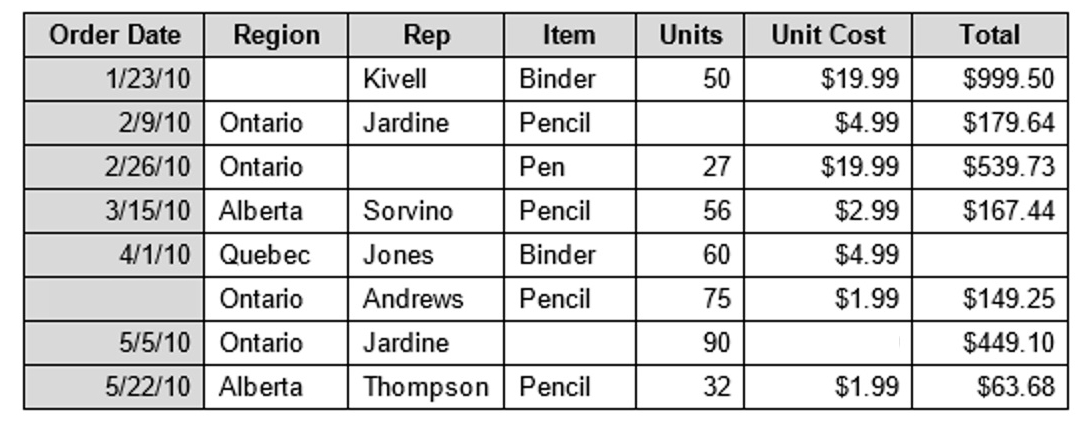 Order Date Region Rep Item Units Unit Cost Total
1/23/10 Kivell Binder 50 $19.99 $999.50
2/9/10 Ontario Jardine Pencil $4.99 $179.64
2/26/10 Ontario Pen 27 $19.99 $539.73
3/15/10 Alberta Sorvino Pencil 56 $2.99 $167.44
4/1/10 Quebec Jones Binder 60 $4.99
Ontario Andrews Pencil 75 $1.99 $149.25
5/5/10 Ontario Jardine 90 $449.10
5/22/10 Alberta Thompson Pencil 32 $1.99 $63.68